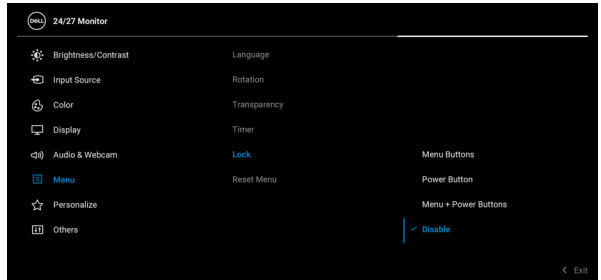 DELL
24/27 Monitor
Brightness/Contrast
Language
Input Source
Rotation
Color
Transparency
Display
Timer
Audio & Webcam
Lock
Menu Buttons
Menu
Reset Menu
Power Button
Personalize
Menu + Power Buttons
Others
Disable
Exit